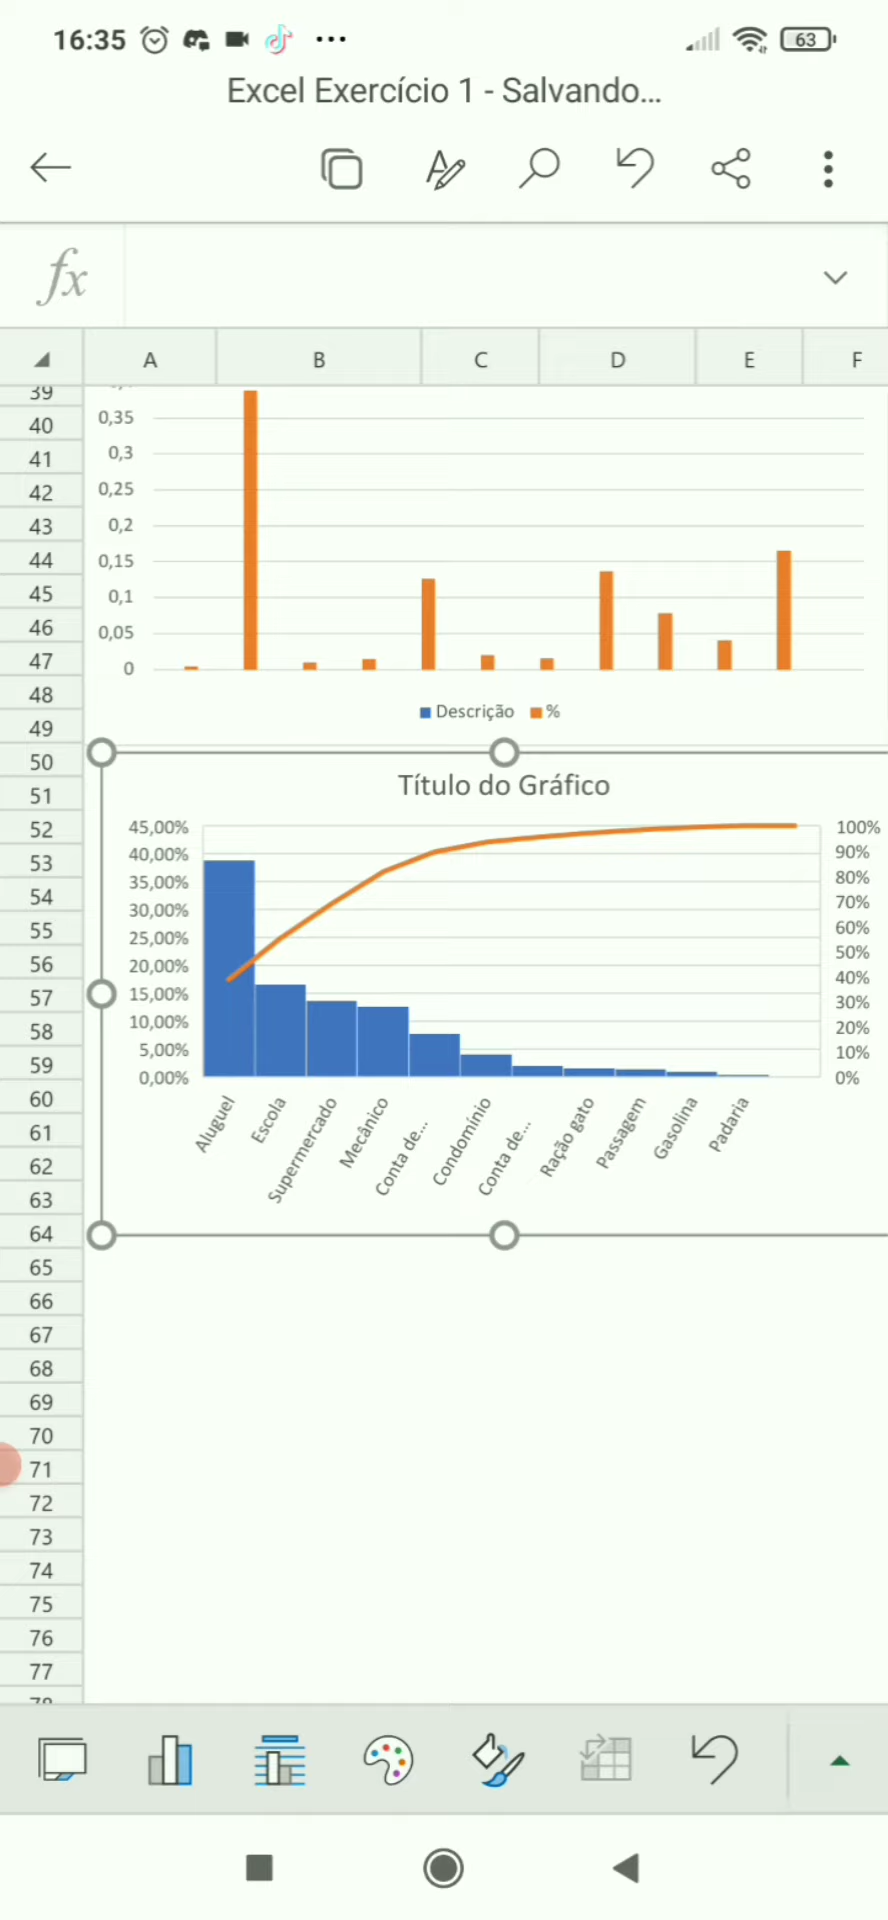 16:35
63
Excel Exercício 1 - Salvando...
fx
A B C D E F
39
40 0,35
41 0,3
42 0,25
43 0,2
44 0,15
45 0,1
46 0,05
47 0
48
49 Descrição %
50
51 Título do Gráfico
52 45,00% 100%
53 40,00% 90%
54 35,00% 80%
55 30,00% 70%
56 25,00% 60%
57 20,00% 50%
58 15,00% 40%
59 10,00% 30%
60 5,00% 20%
61 0,00% 10%
62 0%
63 Aluguel Escola Supermercado Mecânico Conta de... Condomínio Conta de... Ração gato Passagem Gasolina Padaria
64
65
66
67
68
69
70
71
72
73
74
75
76
77